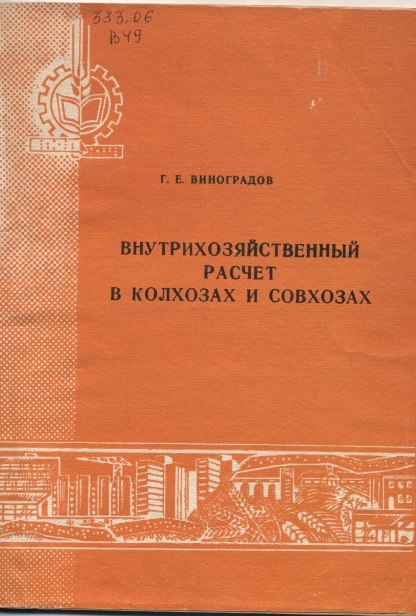 333.06
В49
Г. Е. ВИНОГРАДОВ
ВНУТРИХОЗЯЙСТВЕННЫЙ
РАСЧЕТ
В КОЛХОЗАХ И СОВХОЗАХ